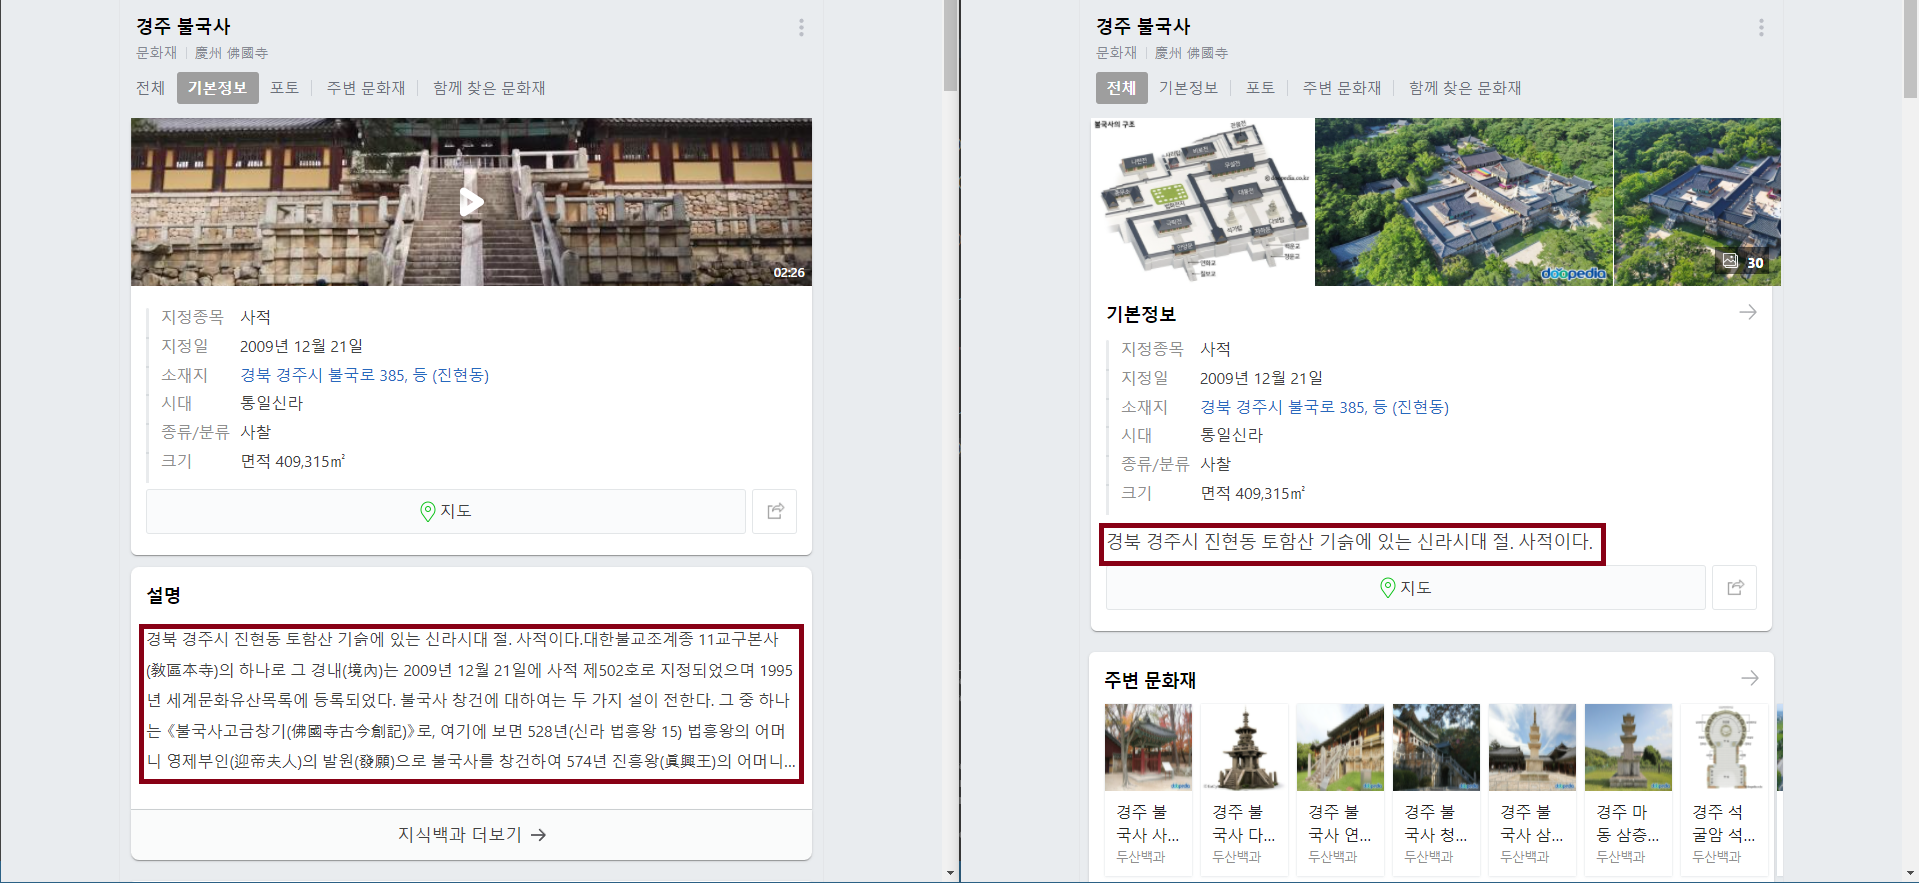 경주 불국사
문화재 慶州 佛國寺
전체 기본정보 포토 주변 문화재 함께 찾은 문화재
02:26
지정종목 사적
지정일 2009년 12월 21일
소재지 경북 경주시 불국로 385, 등 (진현동)
시대 통일신라
종류/분류 사찰
크기 면적 409,315㎡
지도
설명
경북 경주시 진현동 토함산 기슭에 있는 신라시대 절. 사적이다.대한불교조계종 11교구본사
(敎區本寺)의 하나로 그 경내(境內)는 2009년 12월 21일에 사적 제502호로 지정되었으며 1995
년 세계문화유산목록에 등록되었다. 불국사 창건에 대하여는 두 가지 설이 전한다. 그 중 하나
는 《불국사고금창기(佛國寺古今創記)》로, 여기에 보면 528년(신라 법흥왕 15) 법흥왕의 어머
니 영제부인(迎帝夫人)의 발원(發願)으로 불국사를 창건하여 574년 진흥왕(眞興王)의 어머니...
지식백과 더보기 →
경주 불국사
문화재 慶州 佛國寺
전체 기본정보 포토 주변 문화재 함께 찾은 문화재
불국사의 구조
doopedia
30
기본정보
지정종목 사적
지정일 2009년 12월 21일
소재지 경북 경주시 불국로 385, 등 (진현동)
시대 통일신라
종류/분류 사찰
크기 면적 409,315㎡
경북 경주시 진현동 토함산 기슭에 있는 신라시대 절. 사적이다.
지도
주변 문화재
경주 불
국사 사...
두산백과
경주 불
국사 다...
두산백과
경주 불
국사 연...
두산백과
경주 불
국사 청...
두산백과
경주 불
국사 삼...
두산백과
경주 마
동 삼층...
두산백과
경주 석
굴암 석...
두산백과